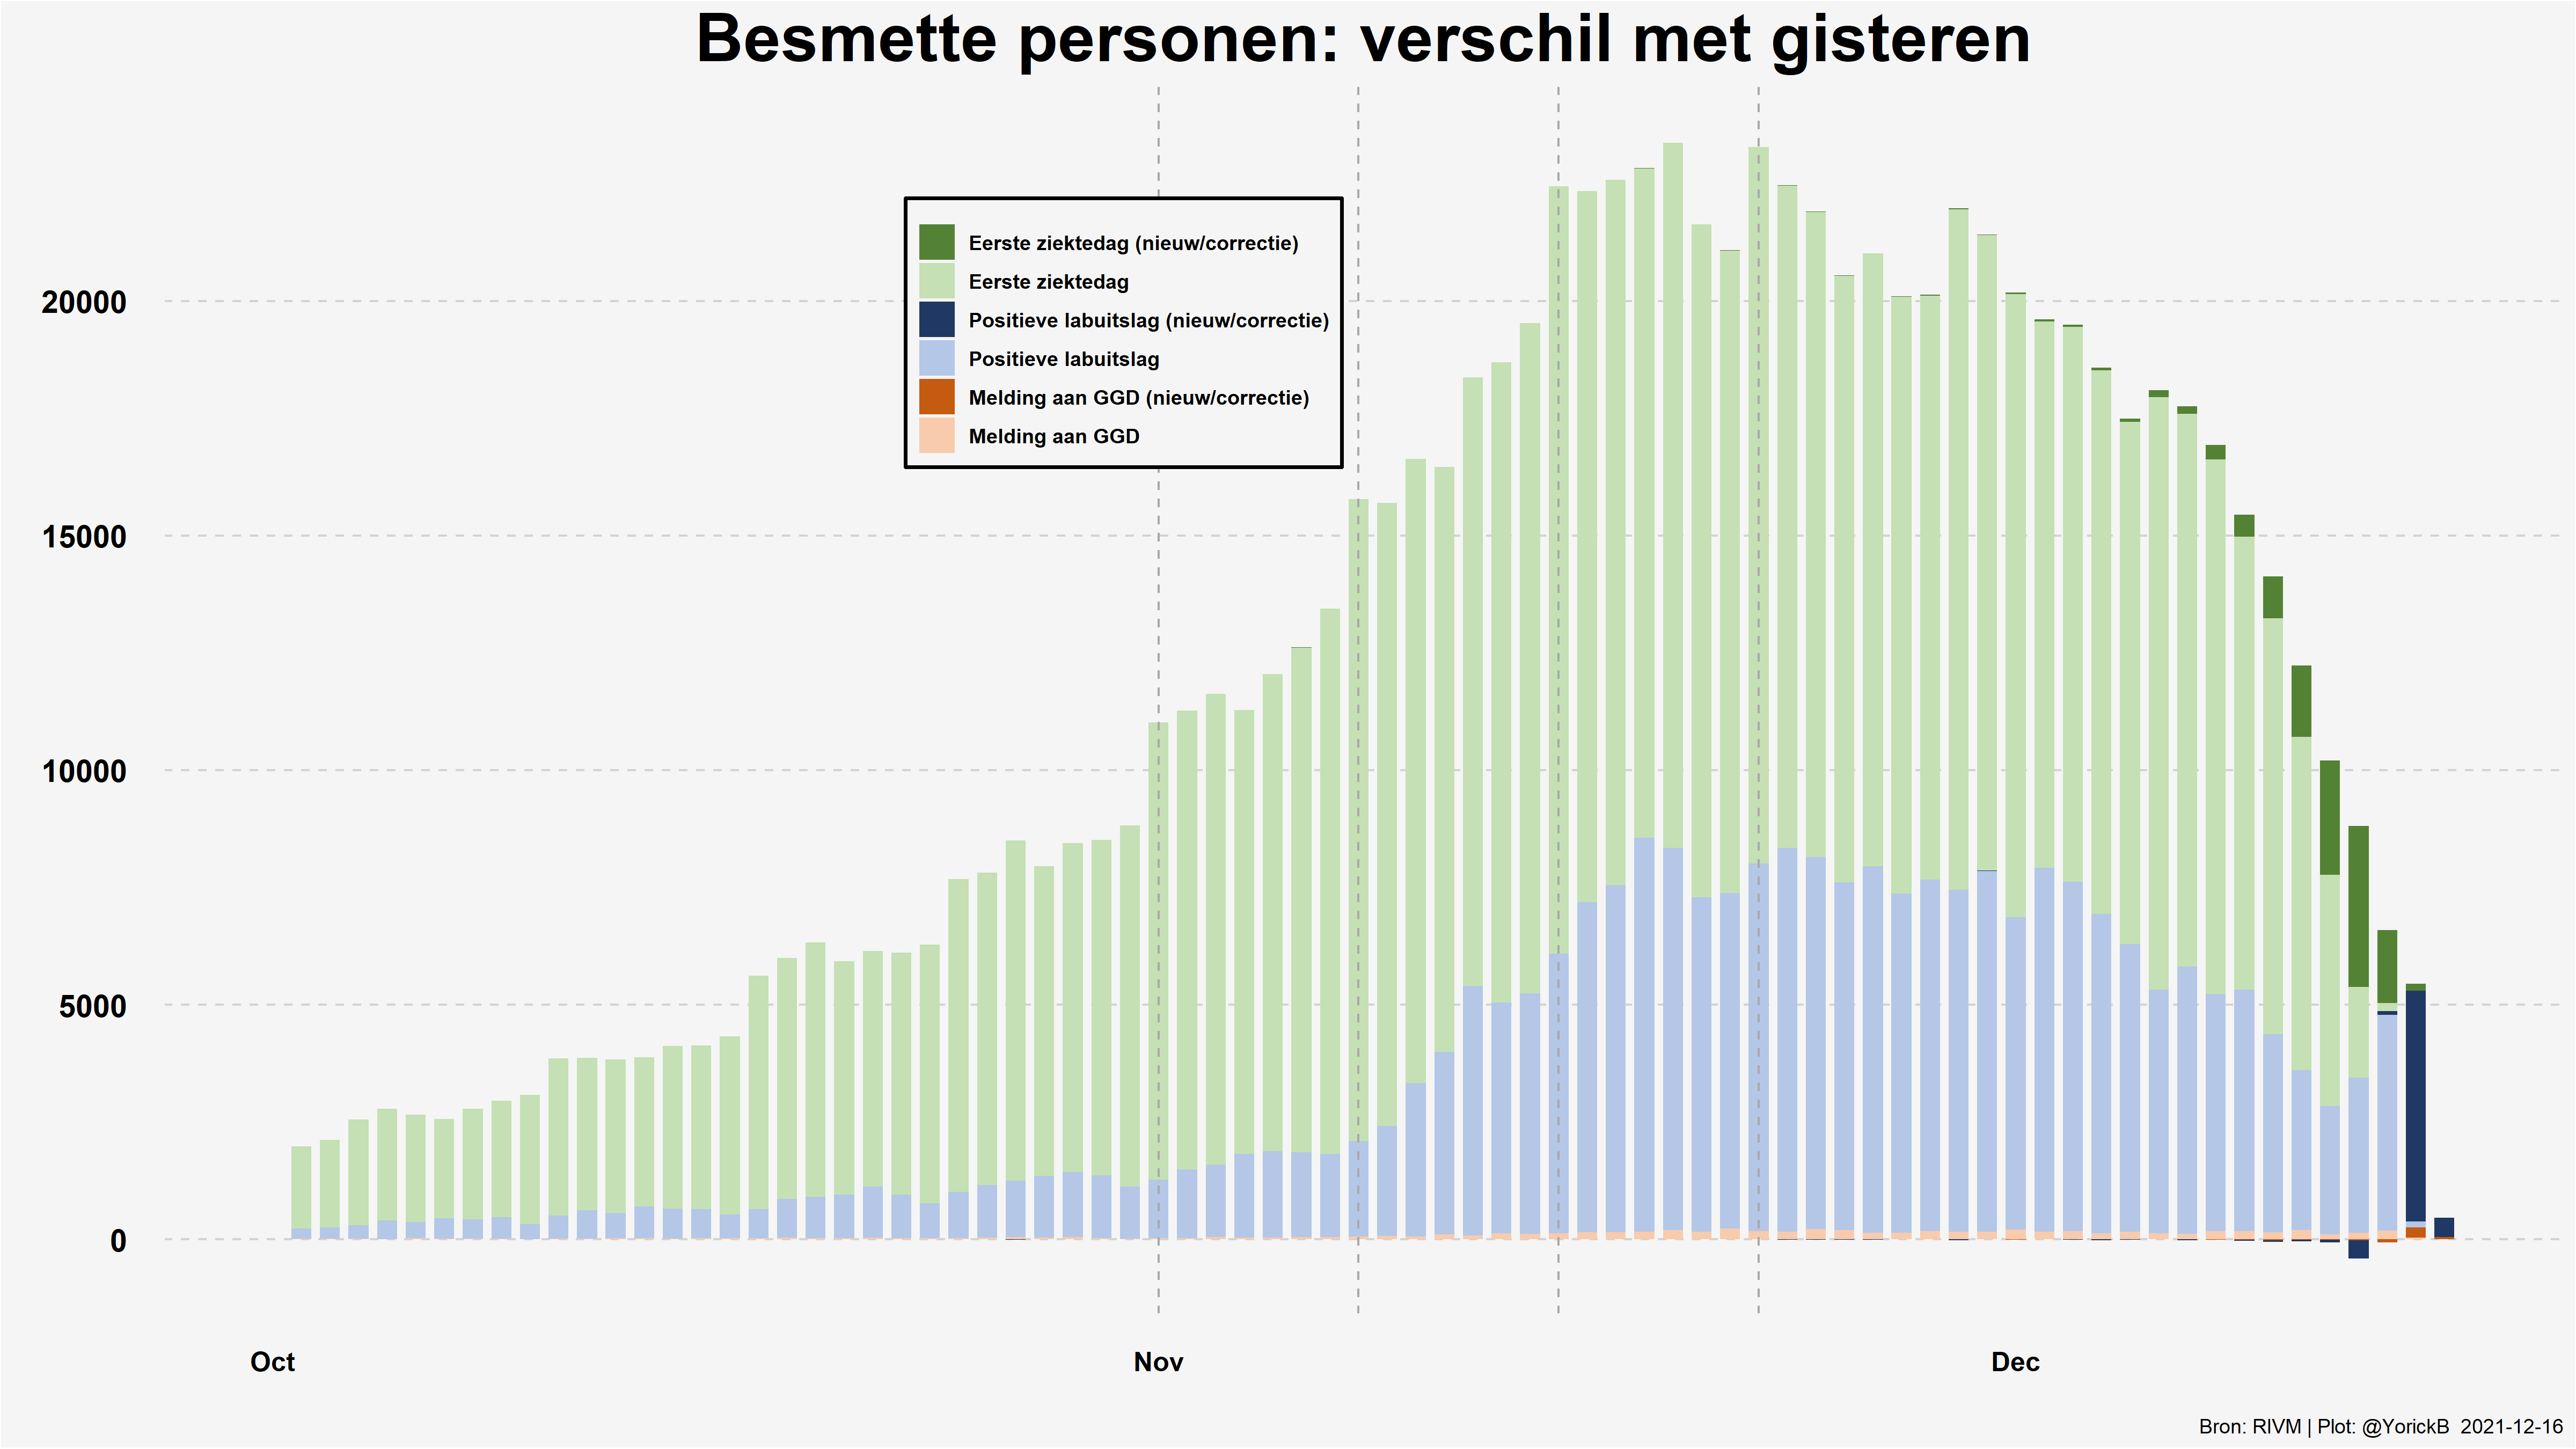 Besmette personen: verschil met gisteren
Eerste ziektedag (nieuw/correctie)
Eerste ziektedag
Positieve labuitslag (nieuw/correctie)
Positieve labuitslag
Melding aan GGD (nieuw/correctie)
Melding aan GGD
20000
15000
10000
5000
0
Oct Nov Dec
Bron: RIVM | Plot: @YorickB 2021-12-16